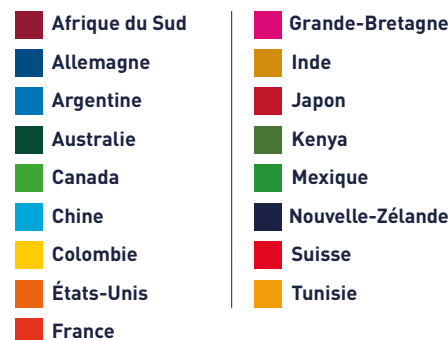 Afrique du Sud
Allemagne
Argentine
Australie
Canada
Chine
Colombie
États-Unis
France
Grande-Bretagne
Inde
Japon
Kenya
Mexique
Nouvelle-Zélande
Suisse
Tunisie